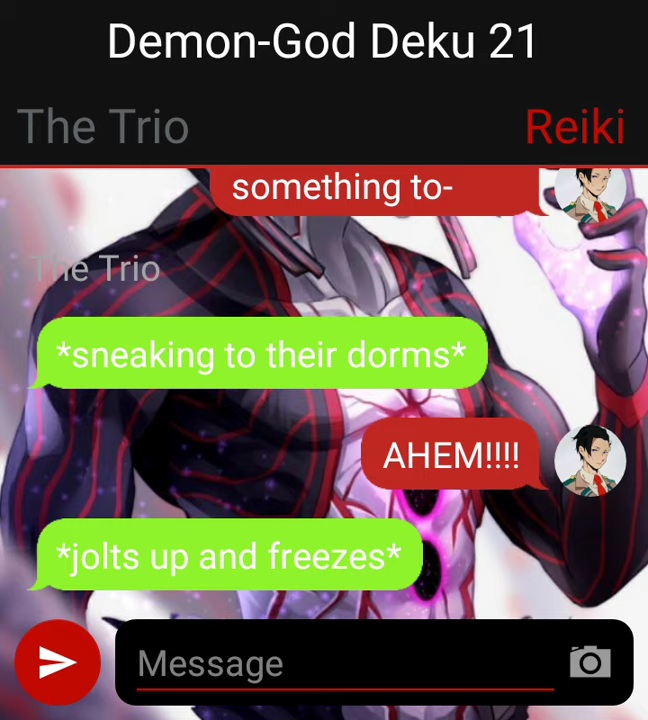 Demon-God Deku 21
The Trio
Reiki
something to-
The Trio
*sneaking to their dorms*
AHEM!!!!
*jolts up and freezes*
Message